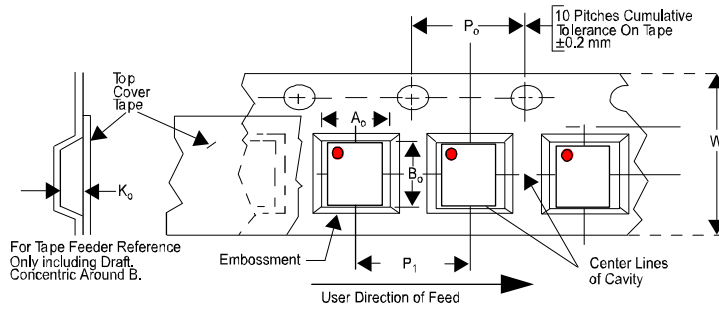 10 Pitches Cumulative
Tolerance On Tape
±0.2 mm
Po
Top
Cover
Tape
Ao
W
Bo
Ko
For Tape Feeder Reference
Only including Draft.
Concentric Around B.
Embossment
P1
Center Lines
of Cavity
User Direction of Feed